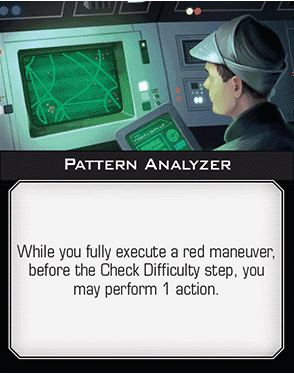 Pattern Analyzer
While you fully execute a red maneuver,
before the Check Difficulty step, you
may perform 1 action.